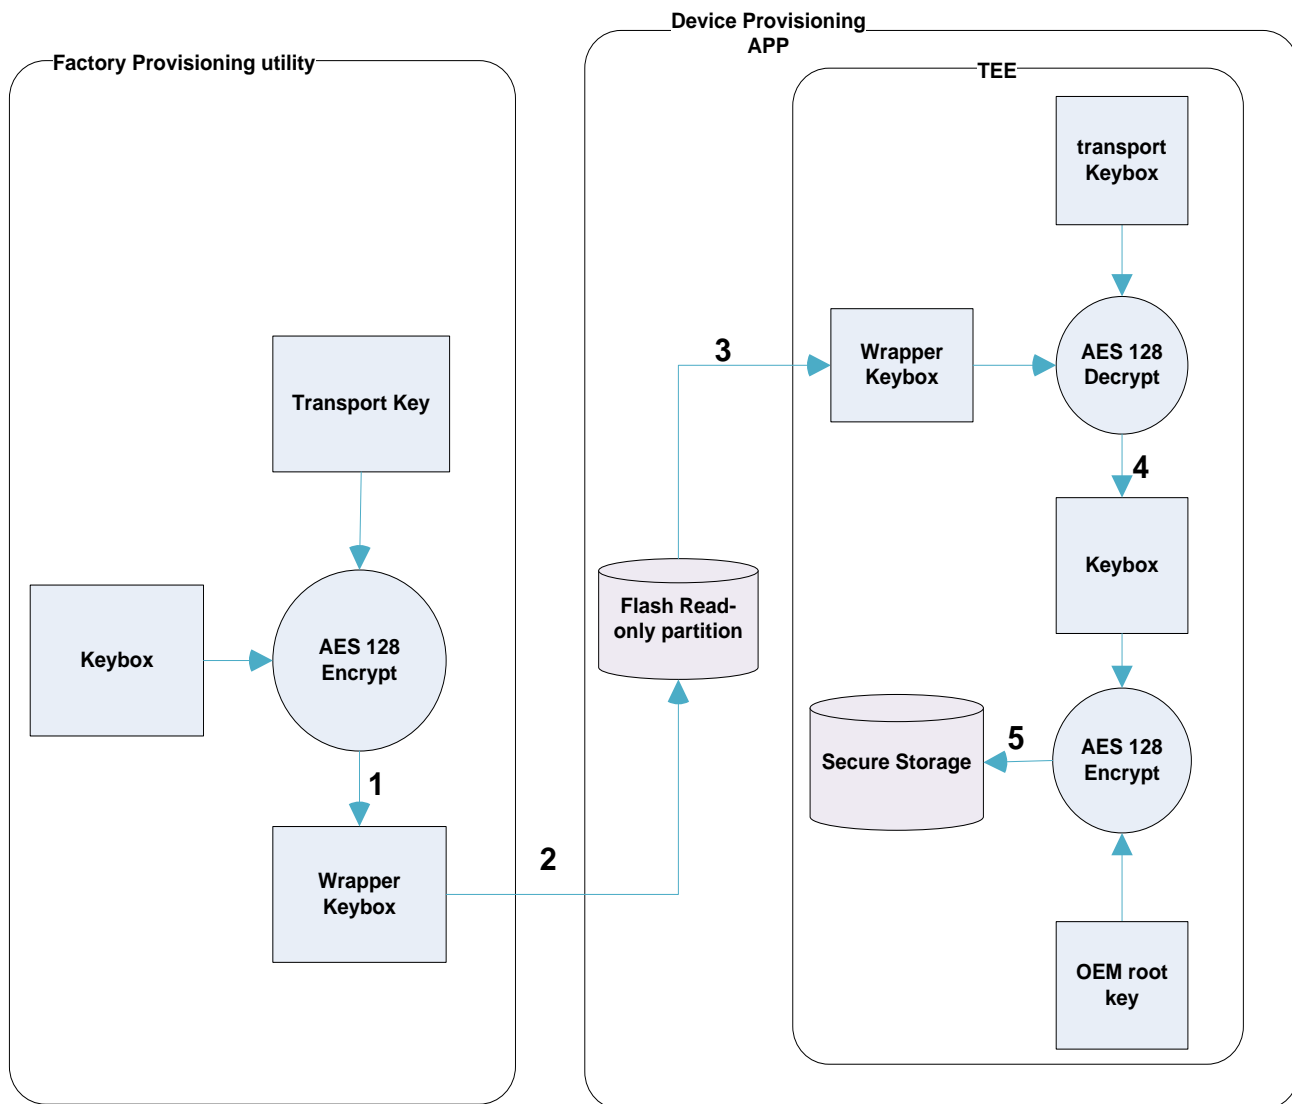 Device Provisioning
APP
Factory Provisioning utility
TEE
transport
Keybox
3
Wrapper
Keybox
AES 128
Decrypt
Transport Key
4
Keybox
Flash Read-
only partition
Keybox
AES 128
Encrypt
Secure Storage
5
AES 128
Encrypt
1
2
Wrapper
Keybox
OEM root
key